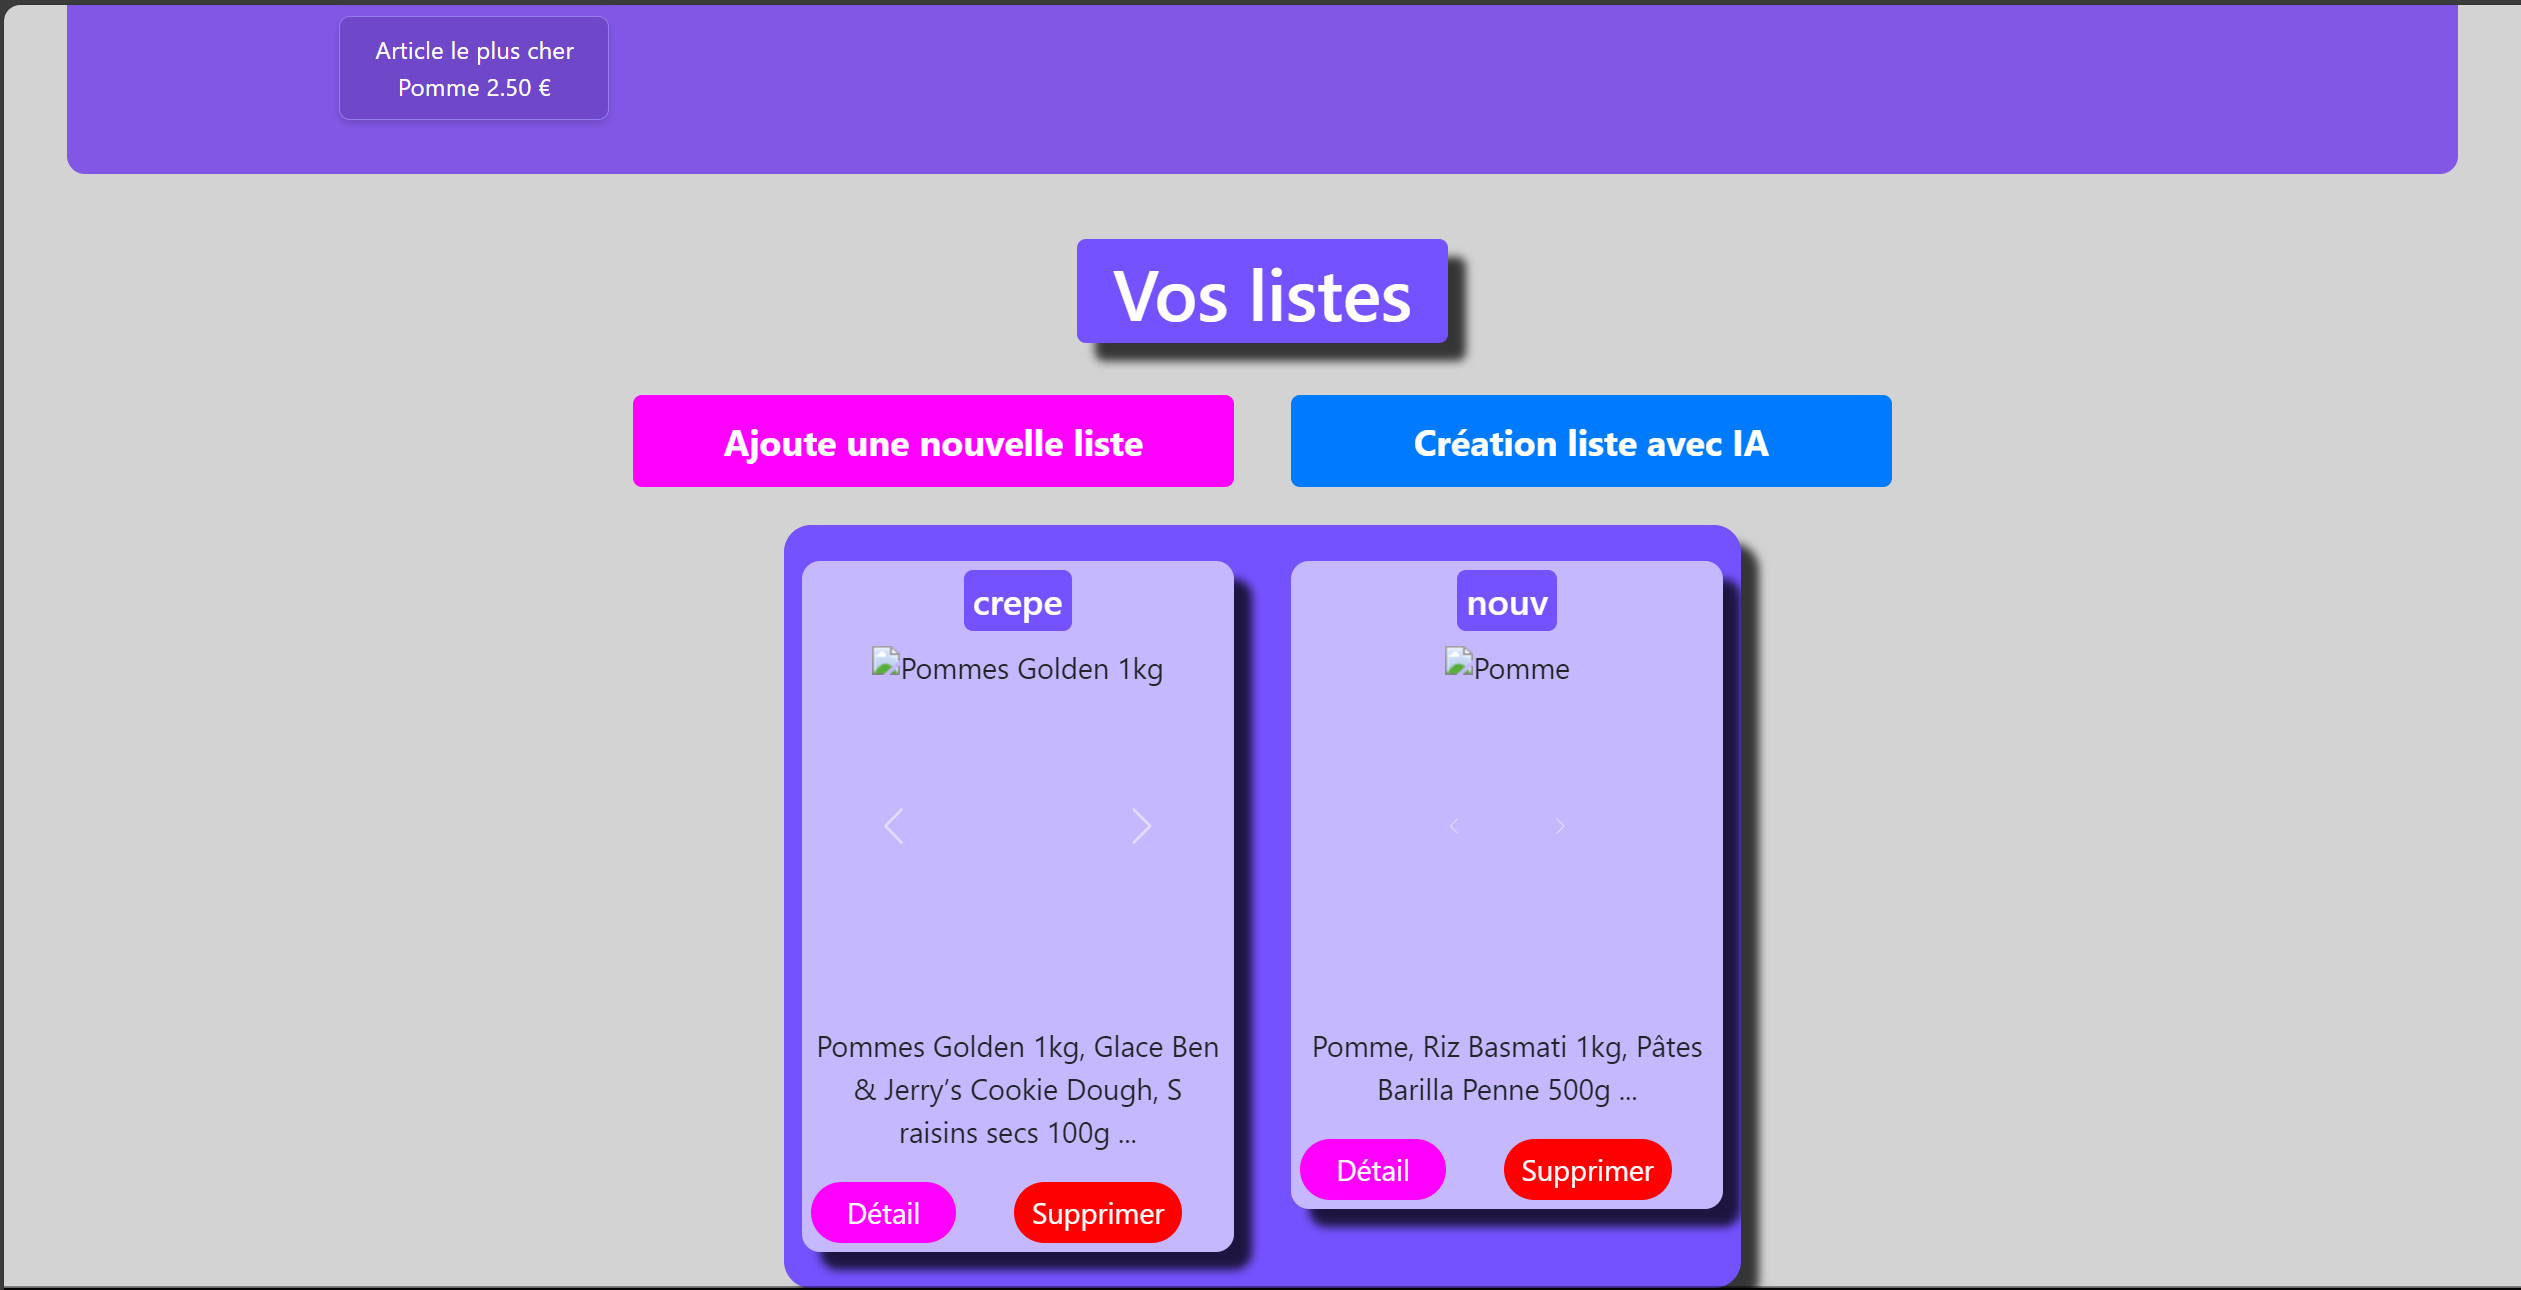 Article le plus cher
Pomme 2.50 €
Vos listes
Ajoute une nouvelle liste
Création liste avec IA
crepe
Pommes Golden 1kg
Pommes Golden 1kg, Glace Ben
& Jerry’s Cookie Dough, S
raisins secs 100g ...
Détail
Supprimer
nouv
Pomme
Pomme, Riz Basmati 1kg, Pâtes
Barilla Penne 500g ...
Détail
Supprimer